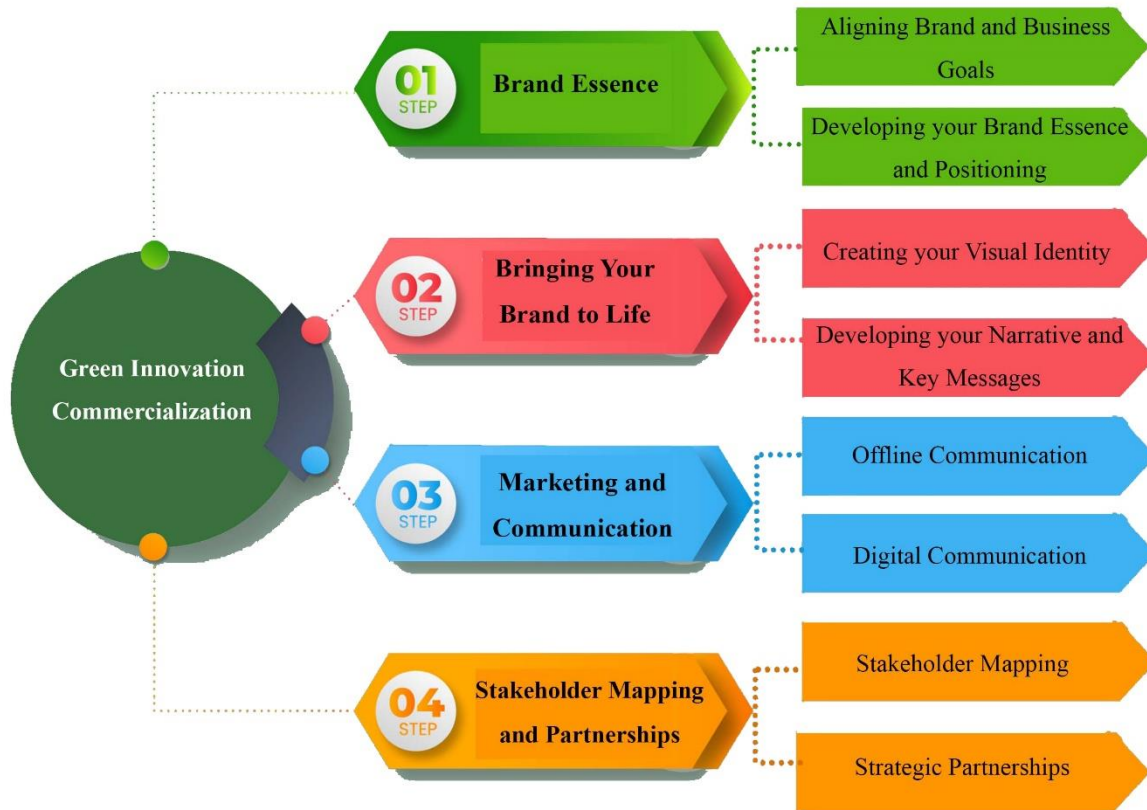 Green Innovation
Commercialization
01
STEP
Brand Essence
Aligning Brand and Business
Goals
Developing your Brand Essence
and Positioning
02
STEP
Bringing Your
Brand to Life
Creating your Visual Identity
Developing your Narrative and
Key Messages
03
STEP
Marketing and
Communication
Offline Communication
Digital Communication
04
STEP
Stakeholder Mapping
and Partnerships
Stakeholder Mapping
Strategic Partnerships